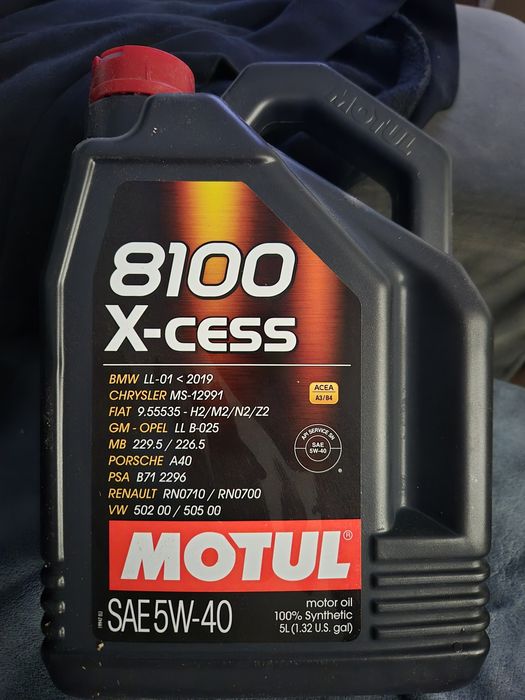 MOTUL
8100
X-cess
BMW LL-01 < 2019
CHRYSLER MS-12991
FIAT 9.55535 - H2/M2/N2/Z2
GM - OPEL LL B-025
MB 229.5 / 226.5
PORSCHE A40
PSA B71 2296
RENAULT RN0710 / RN0700
VW 502 00 / 505 00
ACEA
A3/B4
API SERVICE SN
SAE
5W-40
MOTUL®
SAE 5W-40
motor oil
100% Synthetic
5L (1.32 U.S. gal)